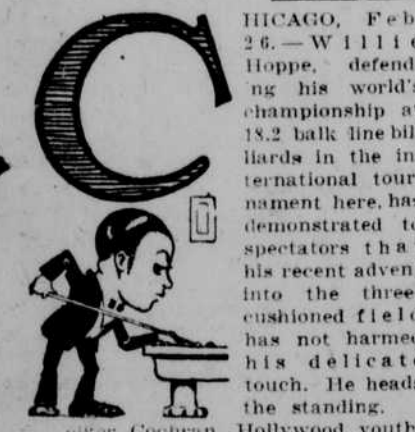 C
HICAGO, Feb
26.—Willie
Hoppe, defend-
ng his world's
championship at
18.2 balk line bil-
liards in the in-
ternational tour-
nament here, has
demonstrated to
spectators tha
his recent adven
into the three-
cushioned field
has not harmed
his delicate
touch. He heads
the standing.
Cochran, Hollywood youth